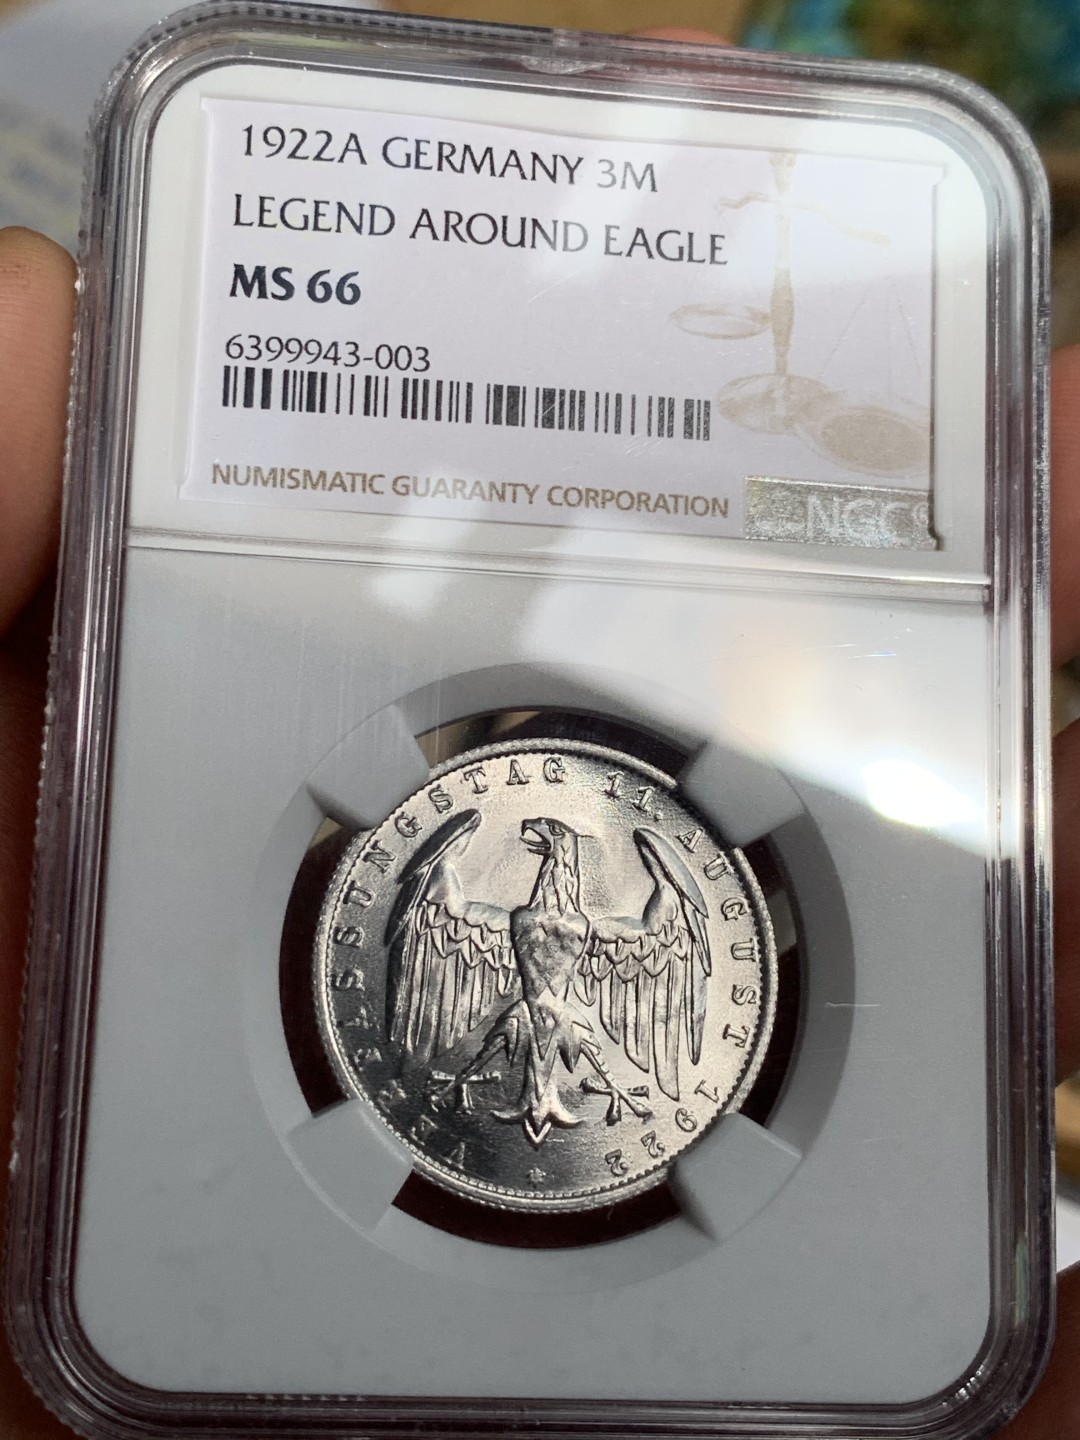 1922A GERMANY 3M
LEGEND AROUND EAGLE
MS 66
6399943-003
NUMISMATIC GUARANTY CORPORATION
NGC®
VERFASSUNGSTAG 11. AUGUST 1922